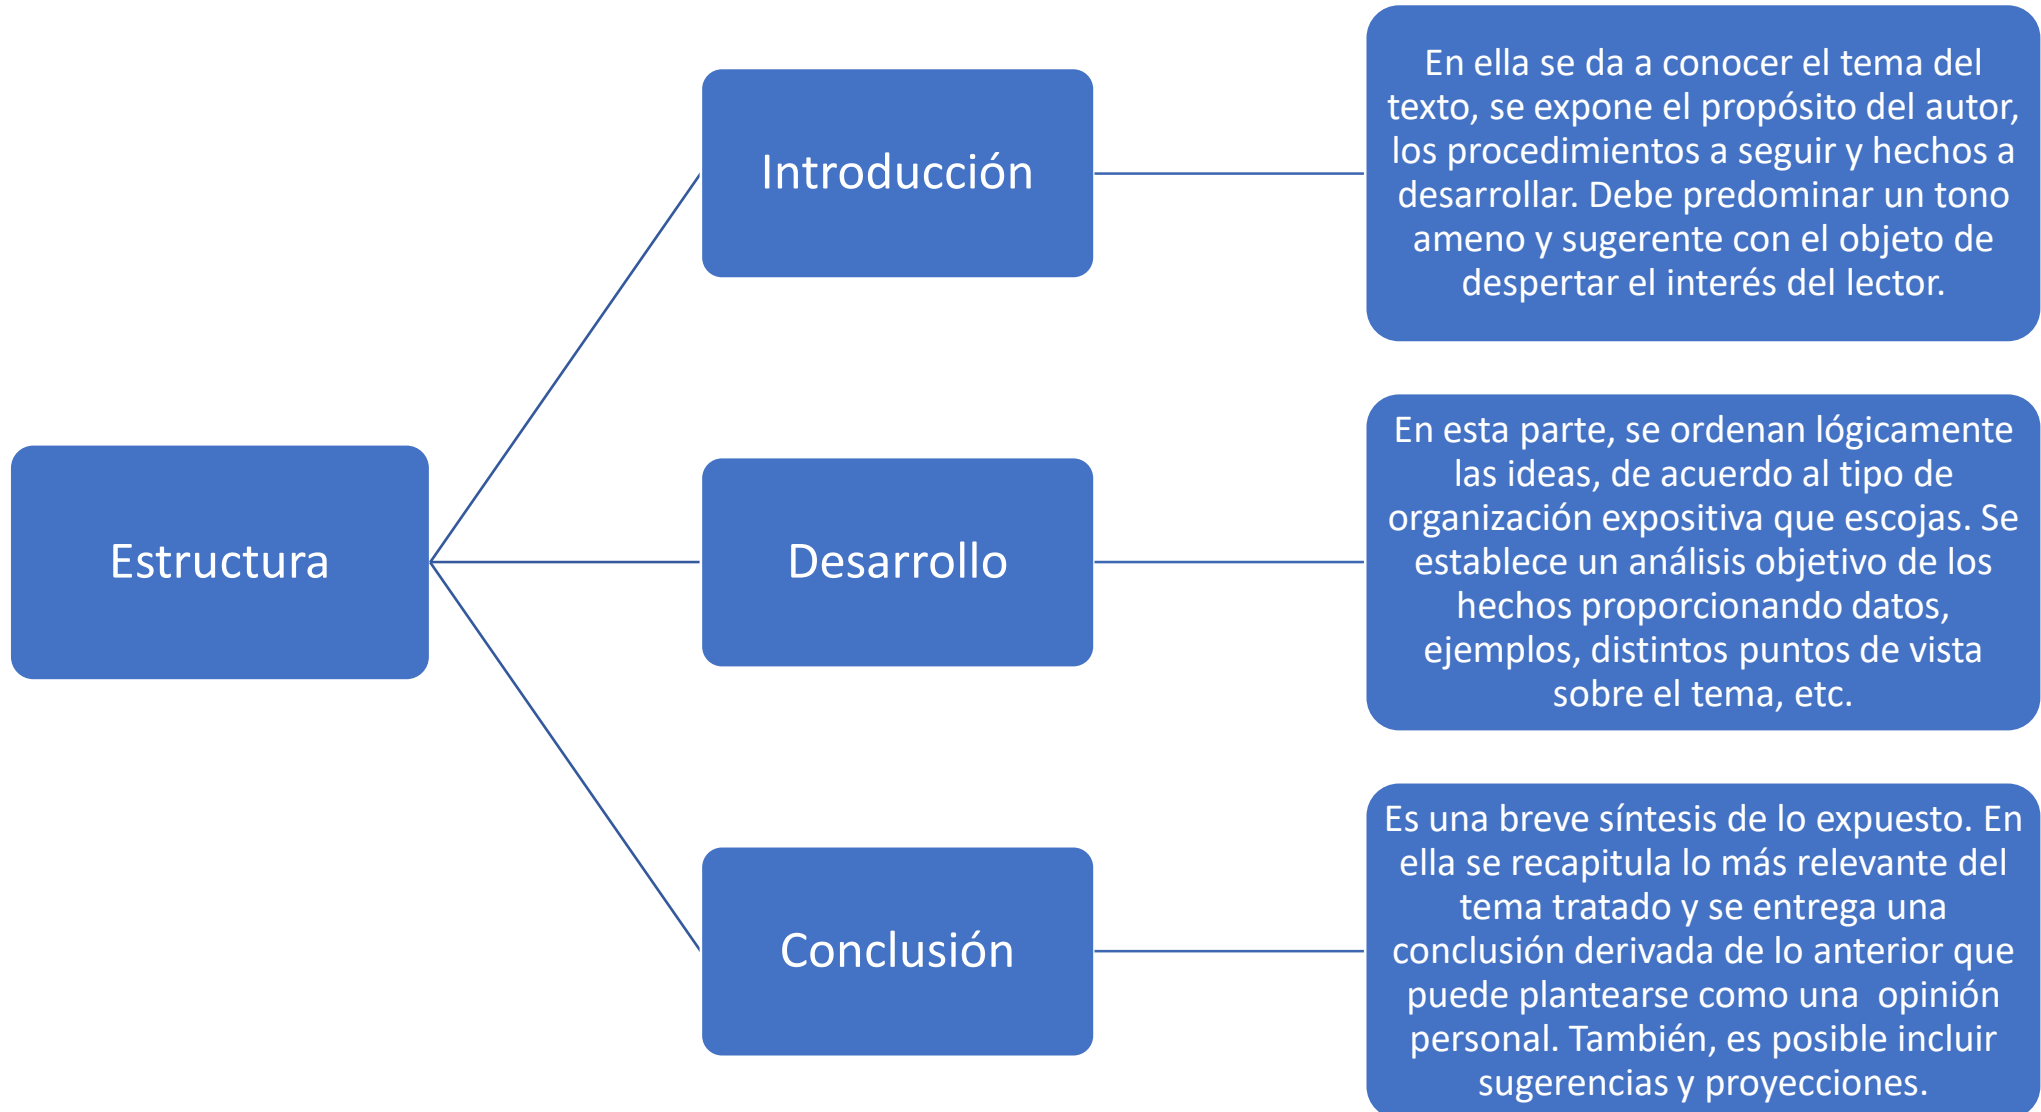 Estructura
Introducción
En ella se da a conocer el tema del
texto, se expone el propósito del autor,
los procedimientos a seguir y hechos a
desarrollar. Debe predominar un tono
ameno y sugerente con el objeto de
despertar el interés del lector.
Desarrollo
En esta parte, se ordenan lógicamente
las ideas, de acuerdo al tipo de
organización expositiva que escojas. Se
establece un análisis objetivo de los
hechos proporcionando datos,
ejemplos, distintos puntos de vista
sobre el tema, etc.
Conclusión
Es una breve síntesis de lo expuesto. En
ella se recapitula lo más relevante del
tema tratado y se entrega una
conclusión derivada de lo anterior que
puede plantearse como una  opinión
personal. También, es posible incluir
sugerencias y proyecciones.